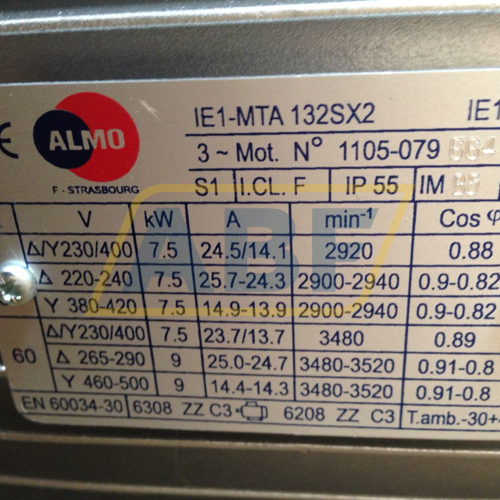 CE ALMO
F - STRASBOURG
IE1-MTA 132SX2 IE1
3 ~ Mot. N° 1105-079 664
S1 I.CL. F IP 55 IM
V kW A min-1 Cos φ
Δ/Y230/400 7.5 24.5/14.1 2920 0.88
Δ 220-240 7.5 25.7-24.3 2900-2940 0.9-0.82
Y 380-420 7.5 14.9-13.9 2900-2940 0.9-0.82
Δ/Y230/400 7.5 23.7/13.7 3480 0.89
60 Δ 265-290 9 25.0-24.7 3480-3520 0.91-0.8
Y 460-500 9 14.4-14.3 3480-3520 0.91-0.8
EN 60034-30 6308 ZZ C3 6208 ZZ C3 T.amb.-30+
ABF